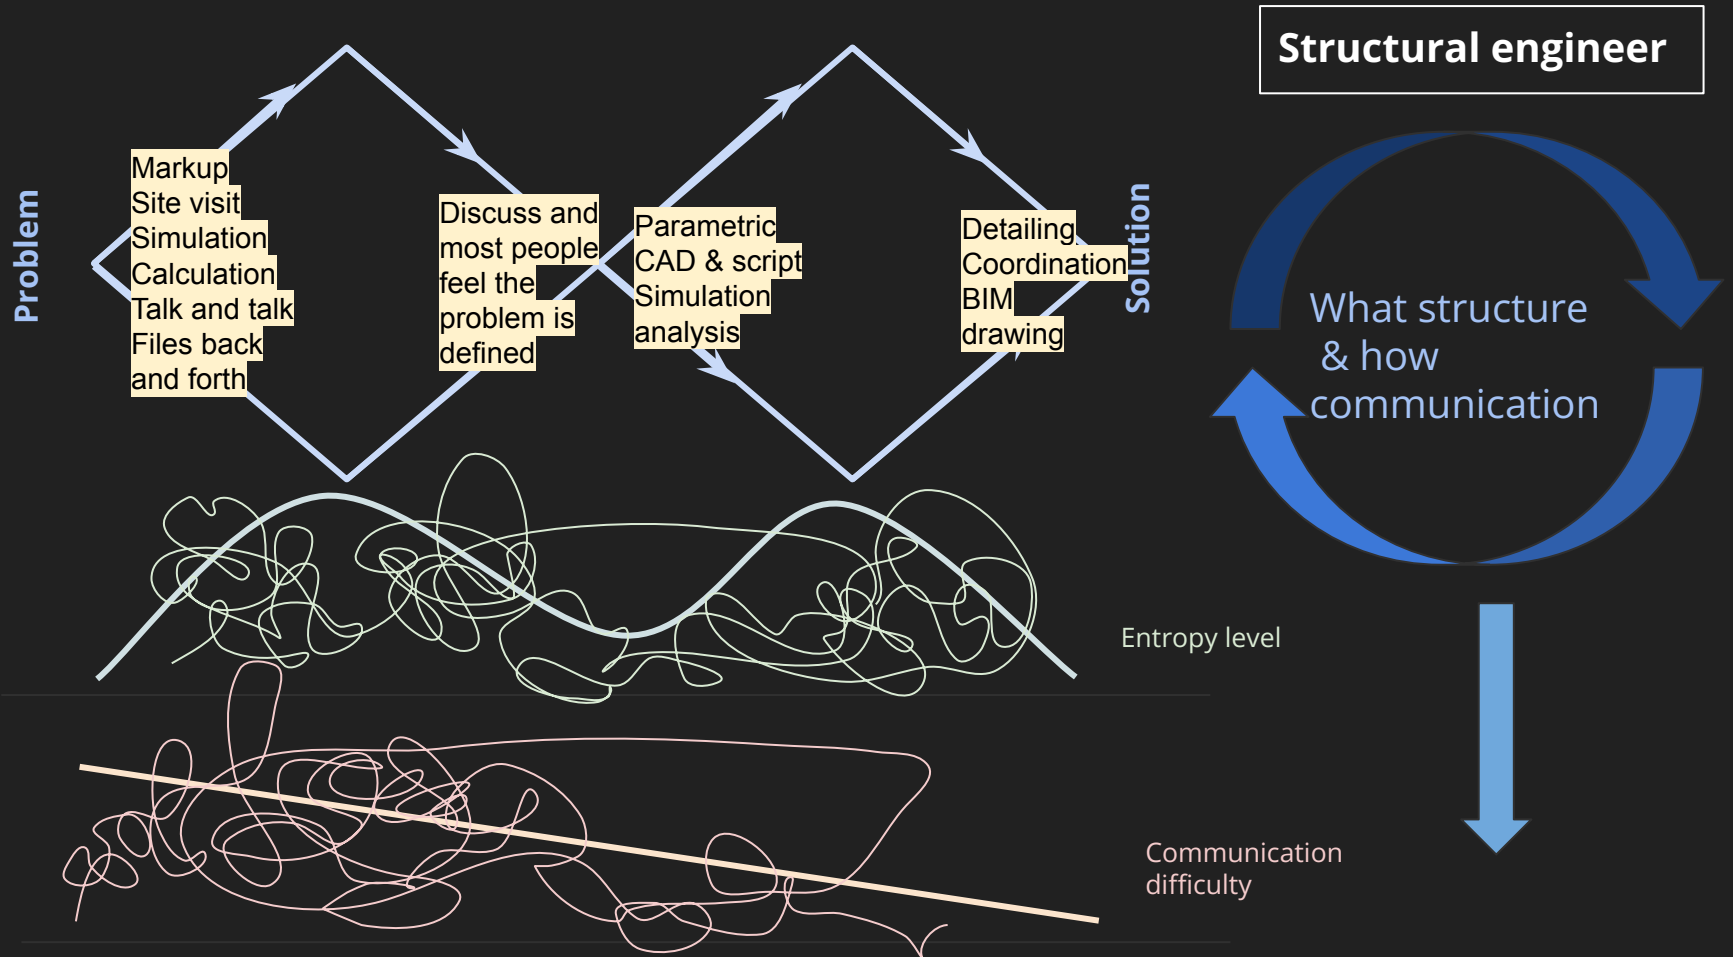 Structural engineer
Problem
Markup
Site visit
Simulation
Calculation
Talk and talk
Files back
and forth
Discuss and
most people
feel the
problem is
defined
Parametric
CAD & script
Simulation
analysis
Detailing
Coordination
BIM
drawing
Solution
What structure
& how
communication
Entropy level
Communication
difficulty